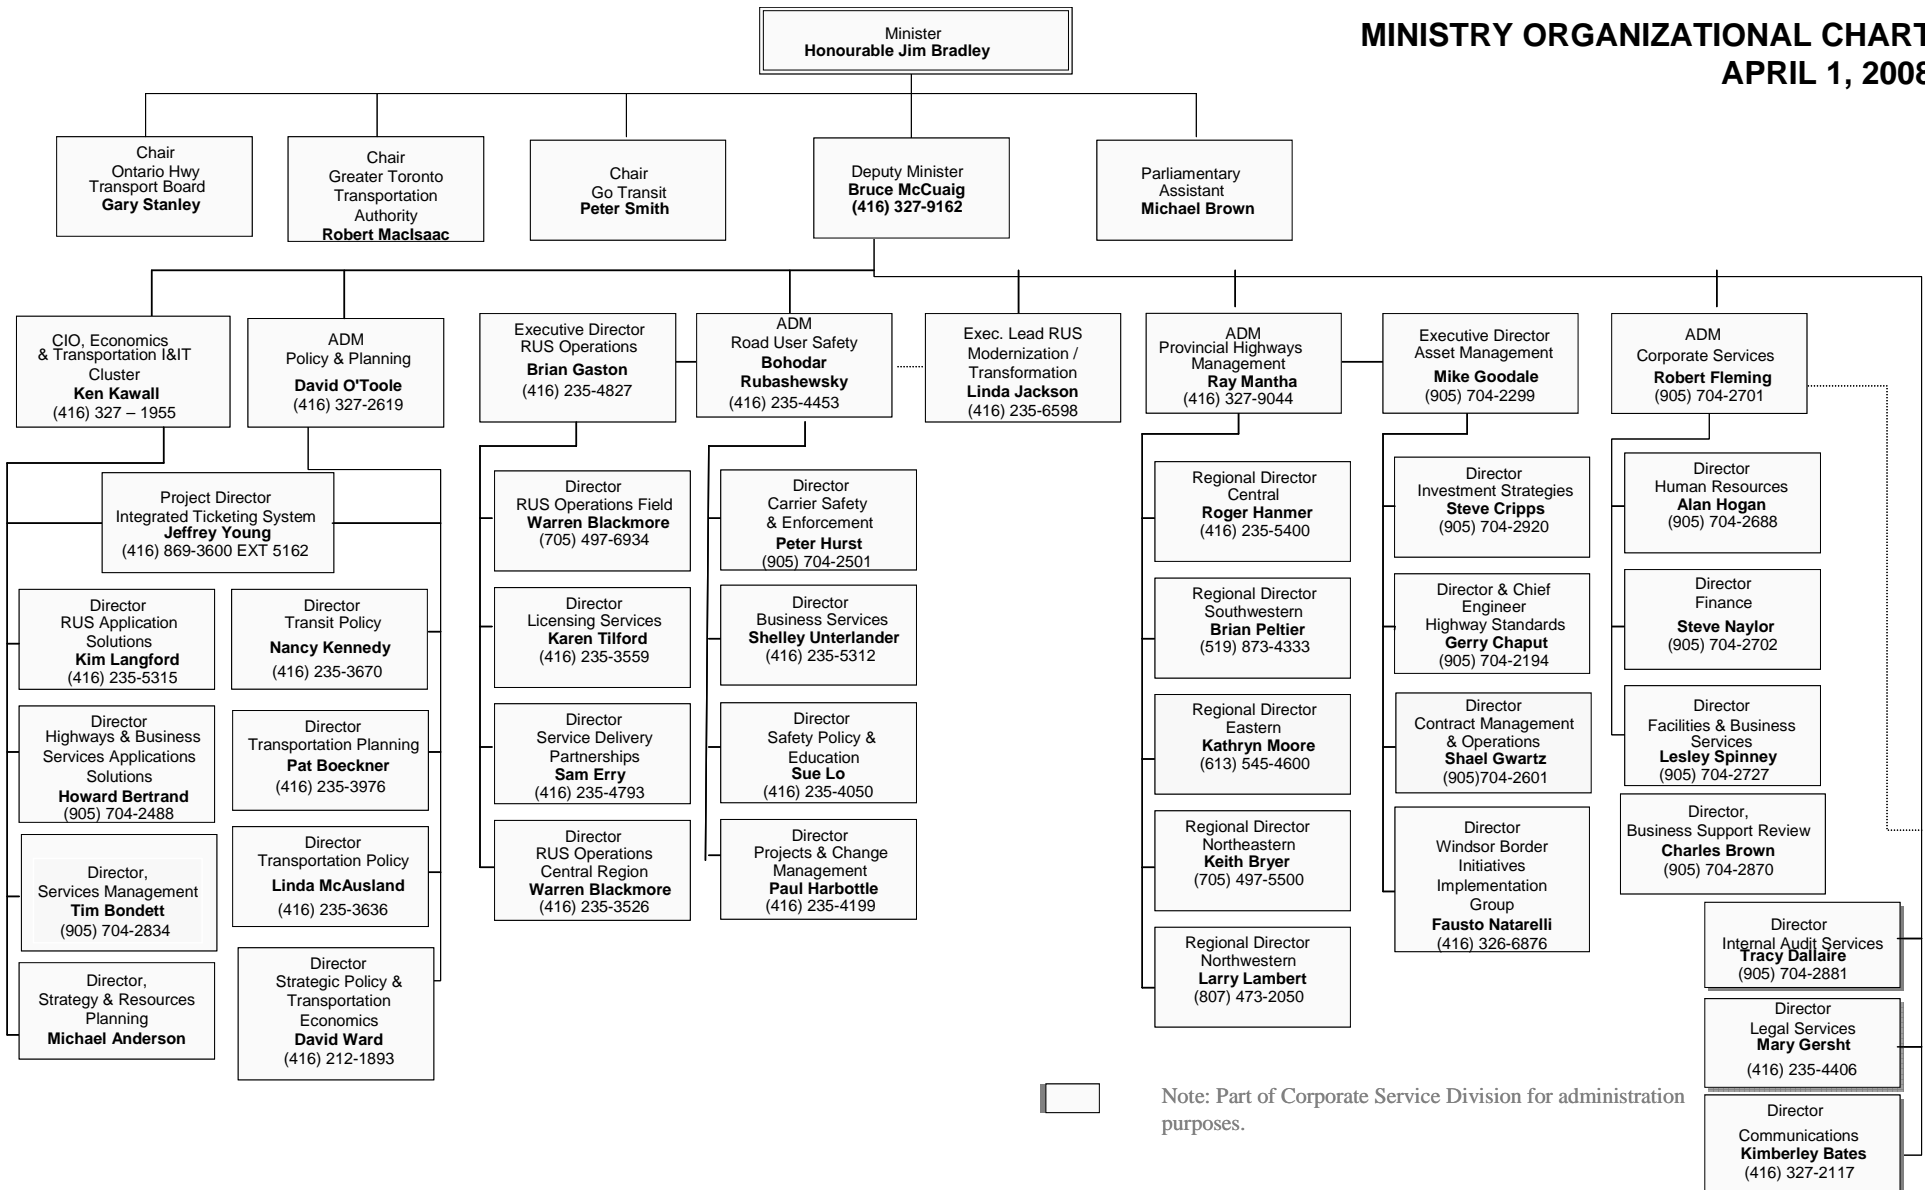 MINISTRY ORGANIZATIONAL CHART
APRIL 1, 2008
Minister
Honourable Jim Bradley
Chair
Ontario Hwy
Transport Board
Gary Stanley
Chair
Greater Toronto
Transportation
Authority
Robert MacIsaac
Chair
Go Transit
Peter Smith
Deputy Minister
Bruce McCuaig
(416) 327-9162
Parliamentary
Assistant
Michael Brown
CIO, Economics
& Transportation I&IT
Cluster
Ken Kawall
(416) 327 – 1955
ADM
Policy & Planning
David O'Toole
(416) 327-2619
Executive Director
RUS Operations
Brian Gaston
(416) 235-4827
ADM
Road User Safety
Bohodar
Rubashewsky
(416) 235-4453
Exec. Lead RUS
Modernization /
Transformation
Linda Jackson
(416) 235-6598
ADM
Provincial Highways
Management
Ray Mantha
(416) 327-9044
Executive Director
Asset Management
Mike Goodale
(905) 704-2299
ADM
Corporate Services
Robert Fleming
(905) 704-2701
Project Director
Integrated Ticketing System
Jeffrey Young
(416) 869-3600 EXT 5162
Director
RUS Application
Solutions
Kim Langford
(416) 235-5315
Director
Highways & Business
Services Applications
Solutions
Howard Bertrand
(905) 704-2488
Director,
Services Management
Tim Bondett
(905) 704-2834
Director,
Strategy & Resources
Planning
Michael Anderson
Director
Transit Policy
Nancy Kennedy
(416) 235-3670
Director
Transportation Planning
Pat Boeckner
(416) 235-3976
Director
Transportation Policy
Linda McAusland
(416) 235-3636
Director
Strategic Policy &
Transportation
Economics
David Ward
(416) 212-1893
Director
RUS Operations Field
Warren Blackmore
(705) 497-6934
Director
Licensing Services
Karen Tilford
(416) 235-3559
Director
Service Delivery
Partnerships
Sam Erry
(416) 235-4793
Director
RUS Operations
Central Region
Warren Blackmore
(416) 235-3526
Director
Carrier Safety
& Enforcement
Peter Hurst
(905) 704-2501
Director
Business Services
Shelley Unterlander
(416) 235-5312
Director
Safety Policy &
Education
Sue Lo
(416) 235-4050
Director
Projects & Change
Management
Paul Harbottle
(416) 235-4199
Regional Director
Central
Roger Hanmer
(416) 235-5400
Regional Director
Southwestern
Brian Peltier
(519) 873-4333
Regional Director
Eastern
Kathryn Moore
(613) 545-4600
Regional Director
Northeastern
Keith Bryer
(705) 497-5500
Regional Director
Northwestern
Larry Lambert
(807) 473-2050
Director
Investment Strategies
Steve Cripps
(905) 704-2920
Director & Chief
Engineer
Highway Standards
Gerry Chaput
(905) 704-2194
Director
Contract Management
& Operations
Shael Gwartz
(905)704-2601
Director
Windsor Border
Initiatives
Implementation
Group
Fausto Natarelli
(416) 326-6876
Director
Human Resources
Alan Hogan
(905) 704-2688
Director
Finance
Steve Naylor
(905) 704-2702
Director
Facilities & Business
Services
Lesley Spinney
(905) 704-2727
Director,
Business Support Review
Charles Brown
(905) 704-2870
Director
Internal Audit Services
Tracy Dallaire
(905) 704-2881
Director
Legal Services
Mary Gersht
(416) 235-4406
Director
Communications
Kimberley Bates
(416) 327-2117
Note: Part of Corporate Service Division for administration
purposes.